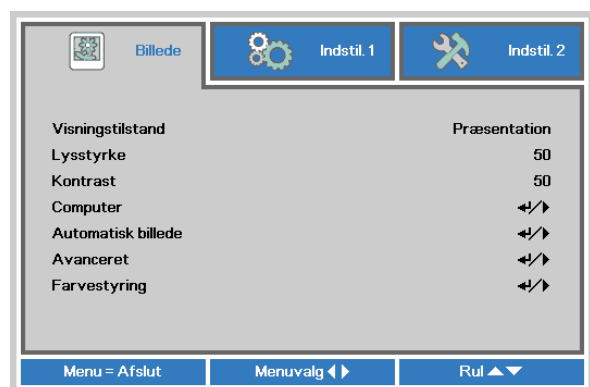 Billede Indstil. 1 Indstil. 2
Visningstilstand Præsentation
Lysstyrke 50
Kontrast 50
Computer ↵/▶
Automatisk billede ↵/▶
Avanceret ↵/▶
Farvestyring ↵/▶
Menu = Afslut Menuvalg ◀▶ Rul ▲▼